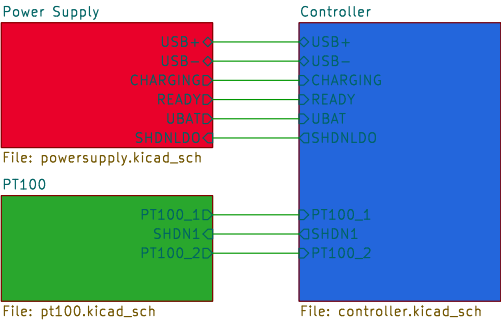 Power Supply
USB+
USB-
CHARGING
READY
UBAT
SHDNLDO
File: powersupply.kicad_sch
PT100
PT100_1
SHDN1
PT100_2
File: pt100.kicad_sch
Controller
USB+
USB-
CHARGING
READY
UBAT
SHDNLDO
PT100_1
SHDN1
PT100_2
File: controller.kicad_sch